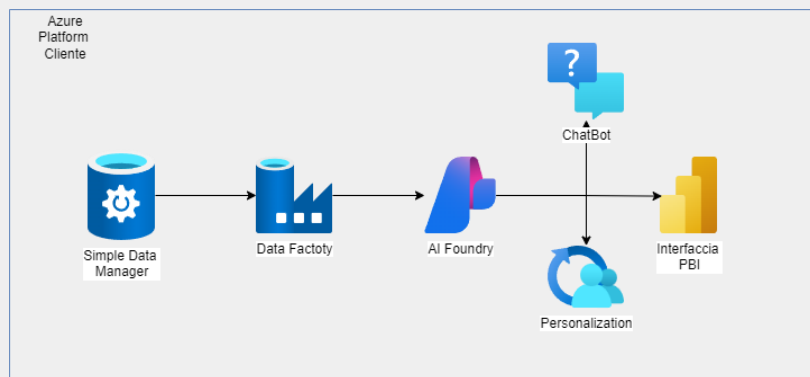 Azure
Platform
Cliente
?
ChatBot
Simple Data
Manager
Data Factoty
AI Foundry
Interfaccia
PBI
Personalization